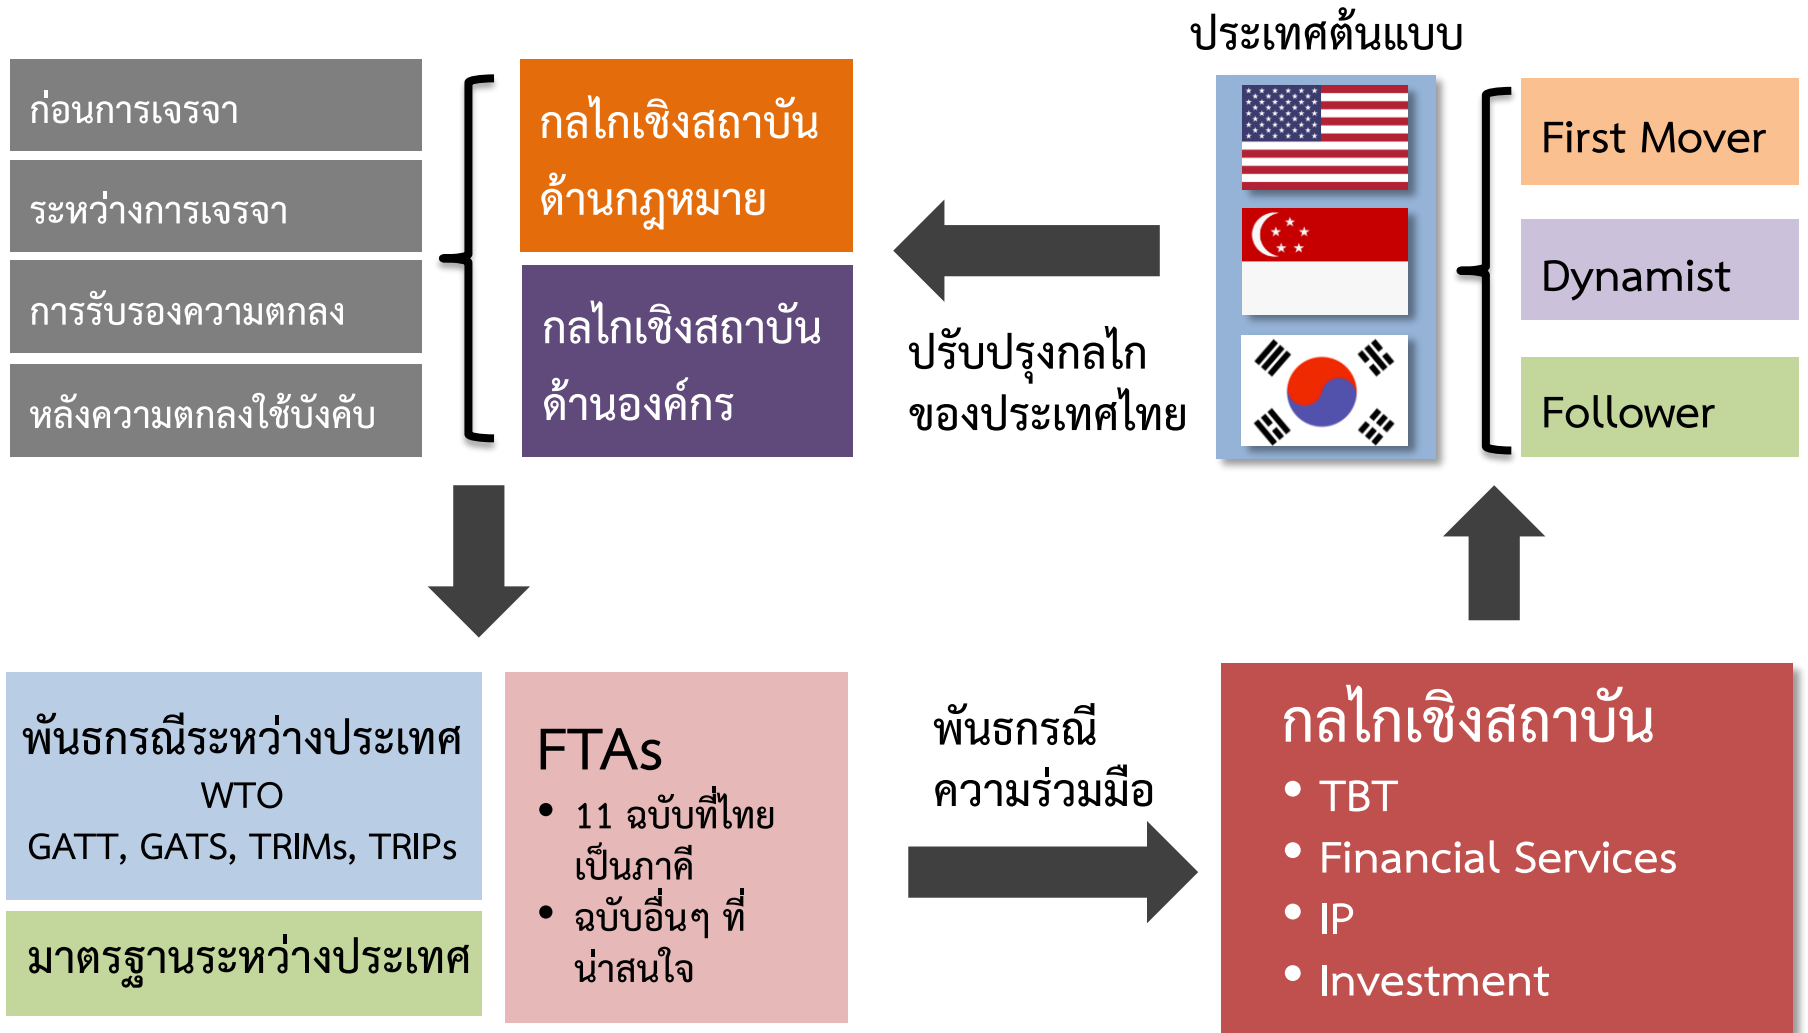 ประเทศต้นแบบ
ก่อนการเจรจา
ระหว่างการเจรจา
การรับรองความตกลง
หลังความตกลงใช้บังคับ
กลไกเชิงสถาบัน
ด้านกฎหมาย
กลไกเชิงสถาบัน
ด้านองค์กร
ปรับปรุงกลไก
ของประเทศไทย
First Mover
Dynamist
Follower
พันธกรณีระหว่างประเทศ
WTO
GATT, GATS, TRIMs, TRIPs
มาตรฐานระหว่างประเทศ
FTAs
• 11 ฉบับที่ไทย
เป็นภาคี
• ฉบับอื่นๆ ที่
น่าสนใจ
พันธกรณี
ความร่วมมือ
กลไกเชิงสถาบัน
• TBT
• Financial Services
• IP
• Investment